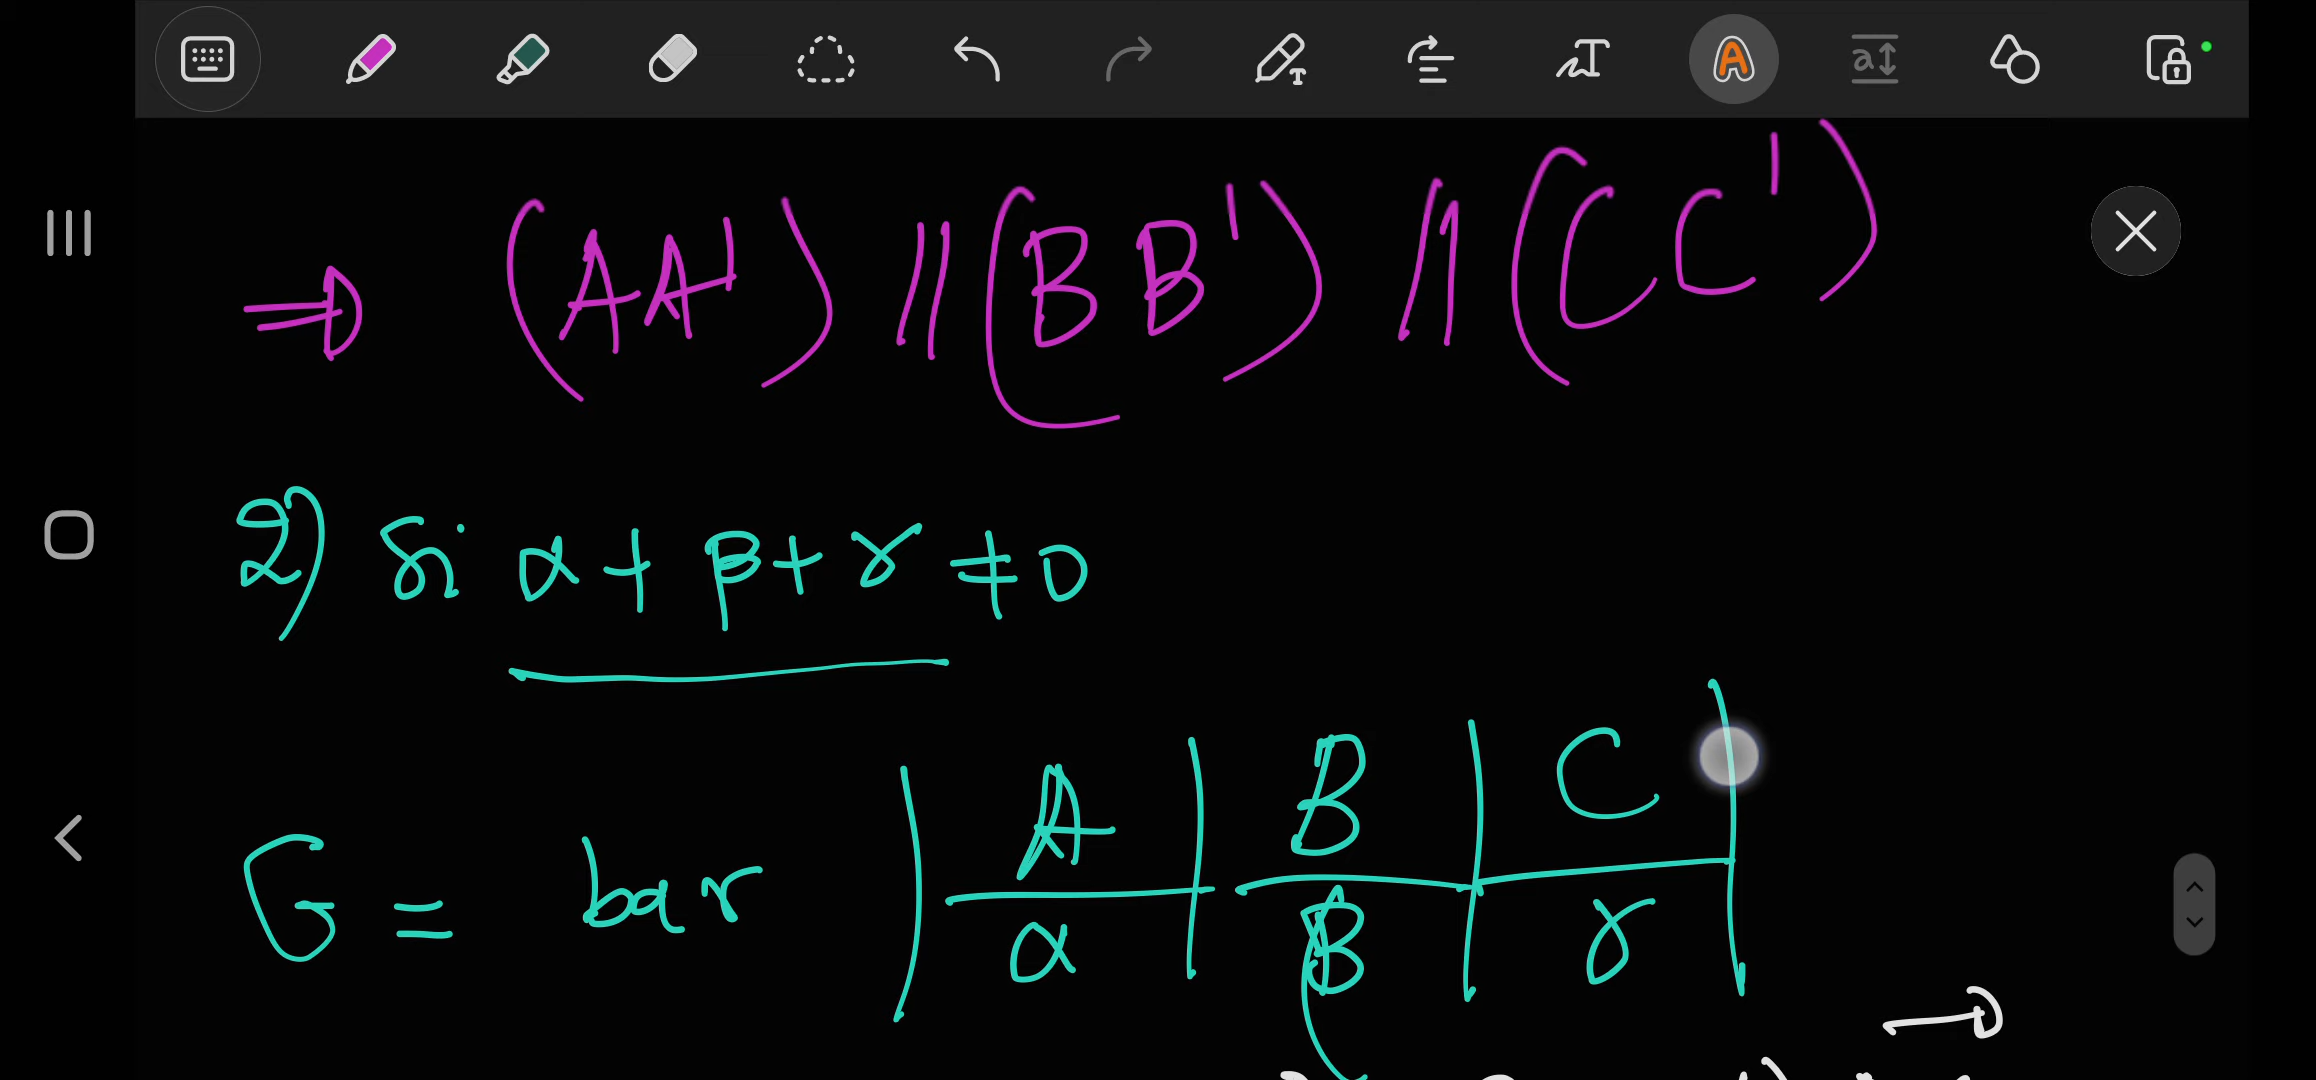 ⇒ (AA') // (BB') // (CC')
2) si α + β + γ ≠ 0
G = bar | A | B | C |
α | β | γ |